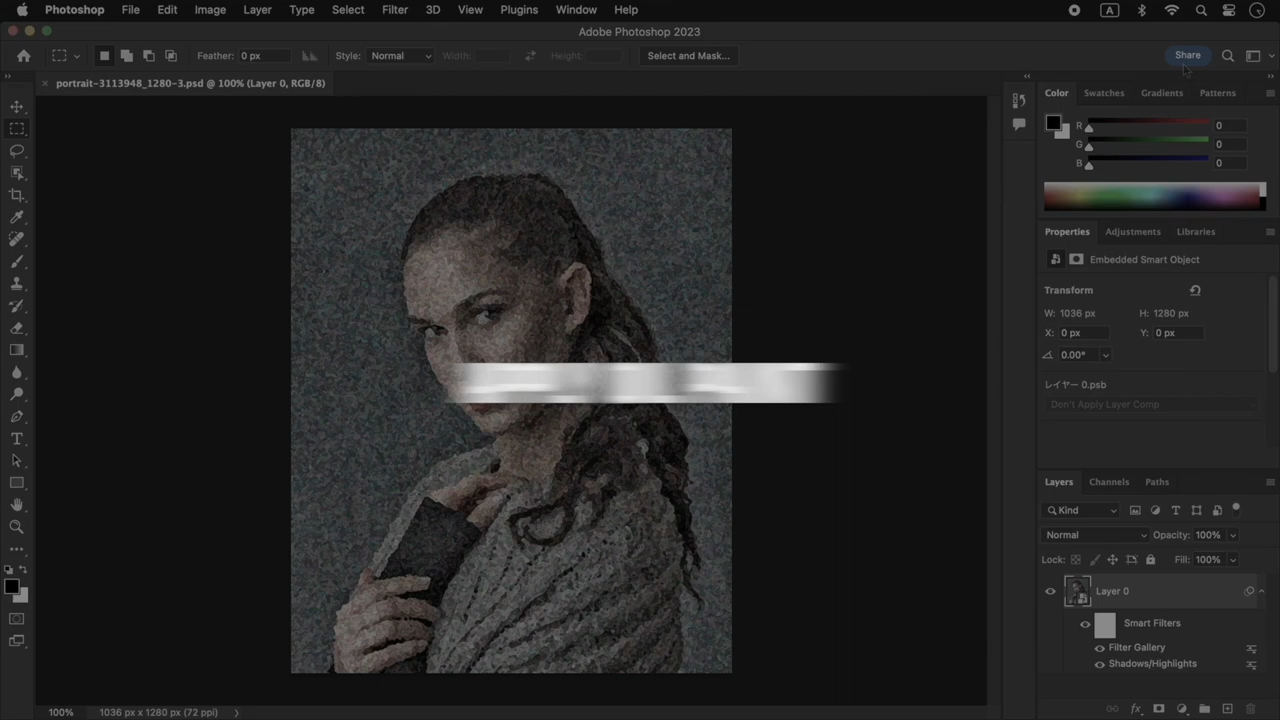 Photoshop File Edit Image Layer Type Select Filter 3D View Plugins Window Help A
Adobe Photoshop 2023
Feather: 0 px Style: Normal Width: Height: Select and Mask... Share
portrait-3113948_1280-3.psd @ 100% (Layer 0, RGB/8)
Color Swatches Gradients Patterns
R 0
G 0
B 0
Properties Adjustments Libraries
Embedded Smart Object
Transform
W: 1036 px H: 1280 px
X: 0 px Y: 0 px
0.00°
レイヤー 0.psb
Don't Apply Layer Comp
Layers Channels Paths
Kind
Normal Opacity: 100%
Lock: Fill: 100%
Layer 0
Smart Filters
Filter Gallery
Shadows/Highlights
100% 1036 px x 1280 px (72 ppi)